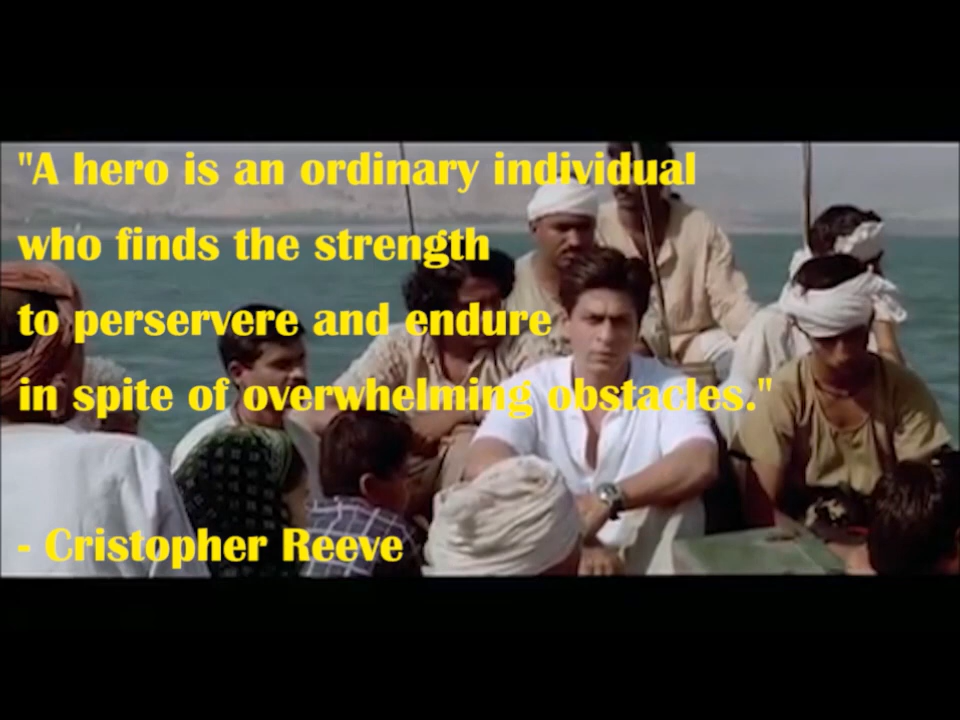 "A hero is an ordinary individual
who finds the strength
to perservere and endure
in spite of overwhelming obstacles."
- Cristopher Reeve